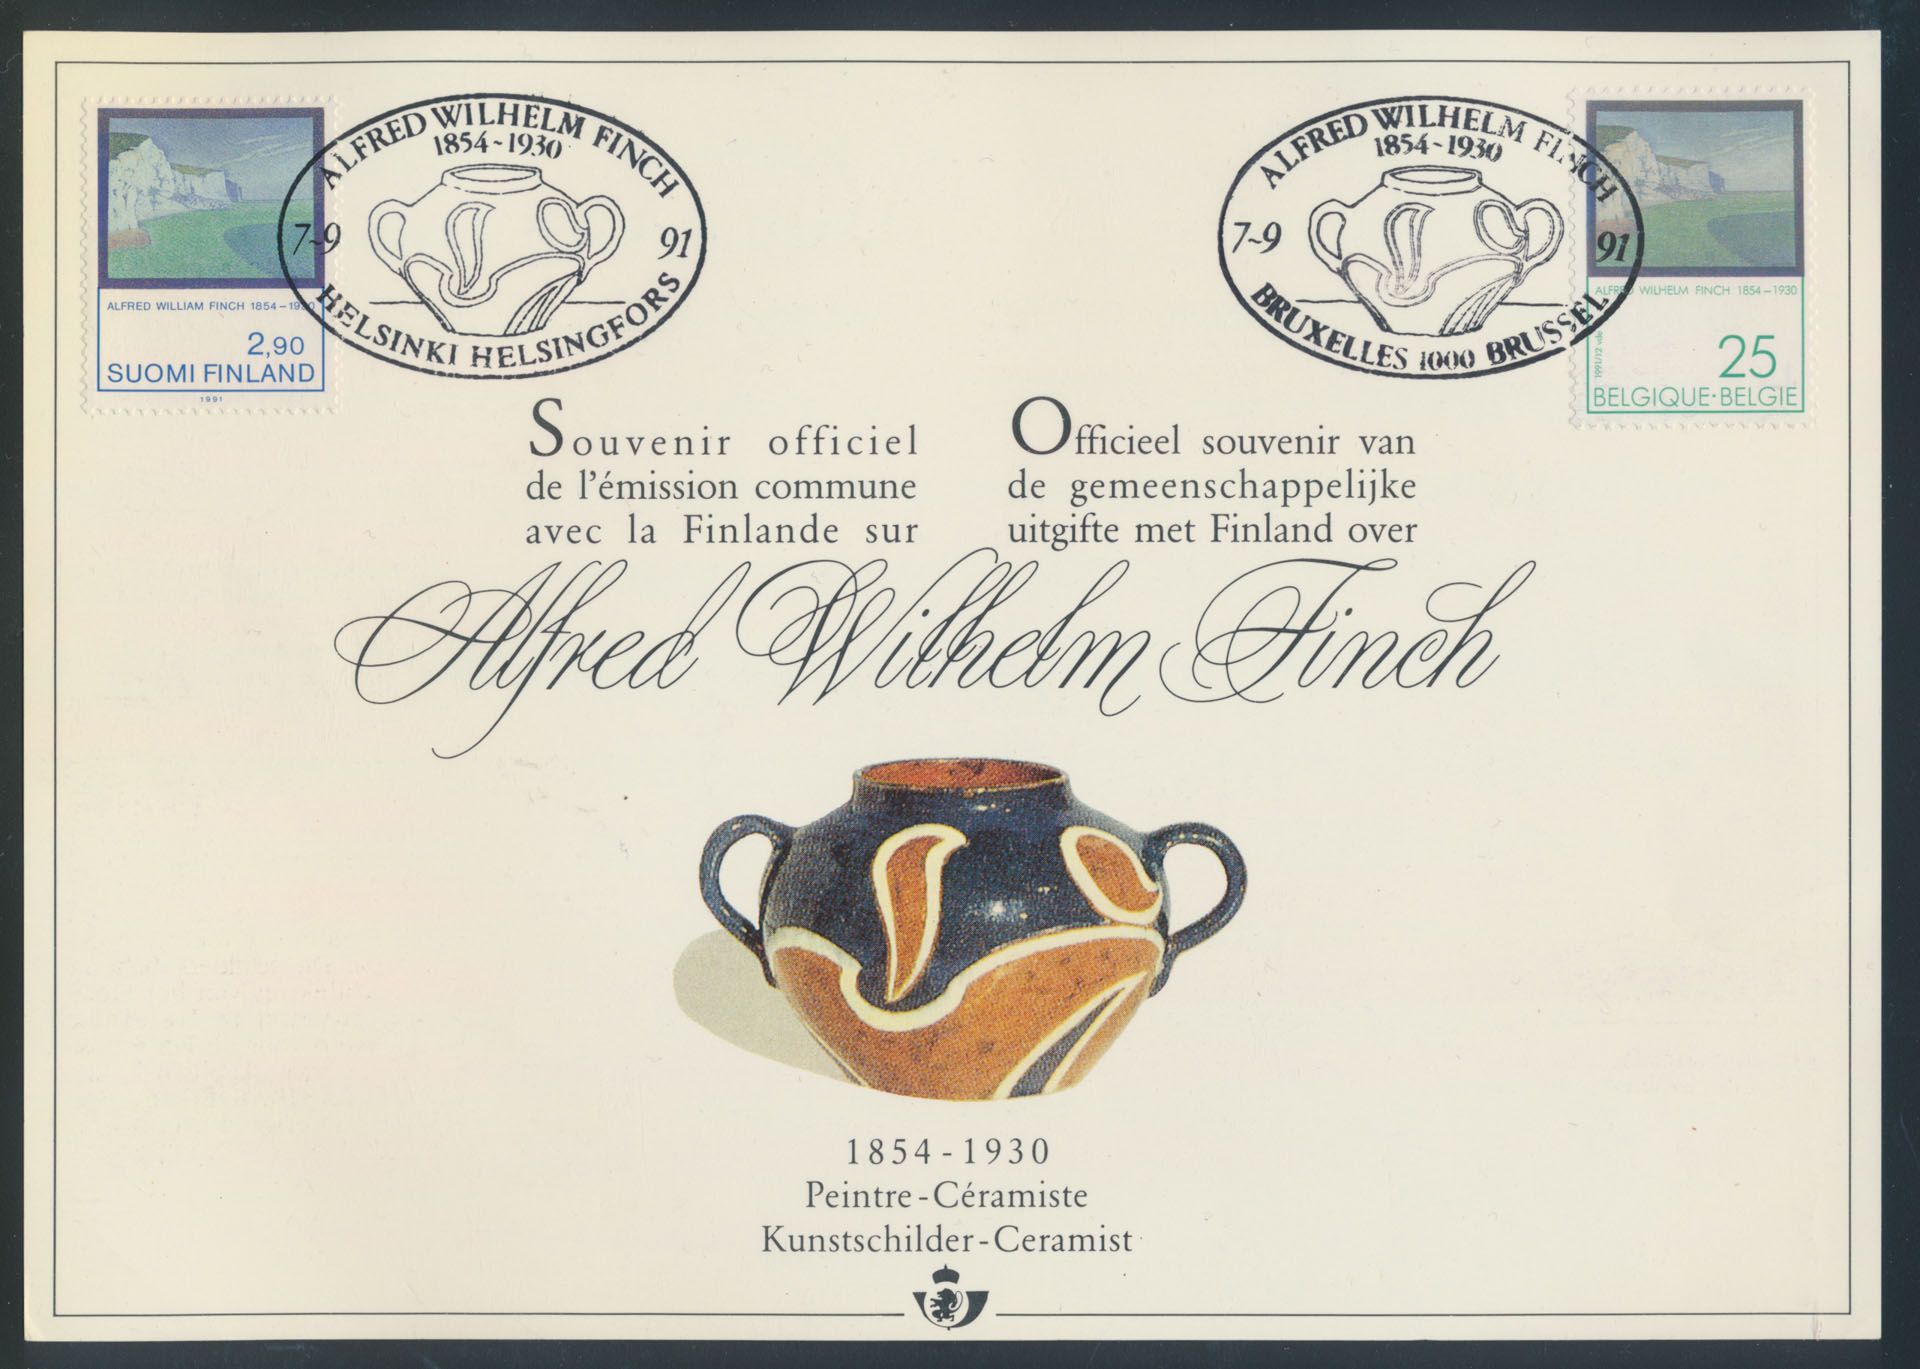 ALFRED WILHELM FINCH
1854-1930
7-9 91
HELSINKI HELSINGFORS
ALFRED WILLIAM FINCH 1854-1930
2,90
SUOMI FINLAND
1991
ALFRED WILHELM FINCH
1854-1930
7-9 91
BRUXELLES 1000 BRUSSEL
ALFRED WILHELM FINCH 1854-1930
25
BELGIQUE·BELGIE
Souvenir officiel
de l'émission commune
avec la Finlande sur
Officieel souvenir van
de gemeenschappelijke
uitgifte met Finland over
Alfred Wilhelm Finch
1854-1930
Peintre-Céramiste
Kunstschilder-Ceramist